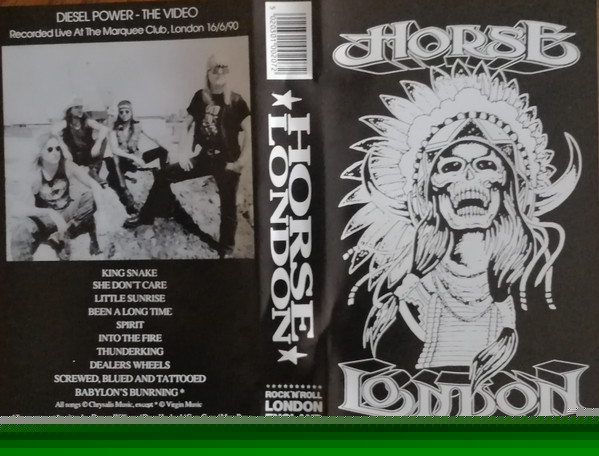 DIESEL POWER - THE VIDEO
Recorded Live At The Marquee Club, London 16/6/90
KING SNAKE
SHE DON'T CARE
LITTLE SUNRISE
BEEN A LONG TIME
SPIRIT
INTO THE FIRE
THUNDERKING
DEALERS WHEELS
SCREWED, BLUED AND TATTOOED
BABYLON'S BUNRNING *
All songs © Chrysalis Music, except * © Virgin Music
HORSE
LONDON
ROCK'N'ROLL
LONDON
ENGLAND
HORSE
LONDON